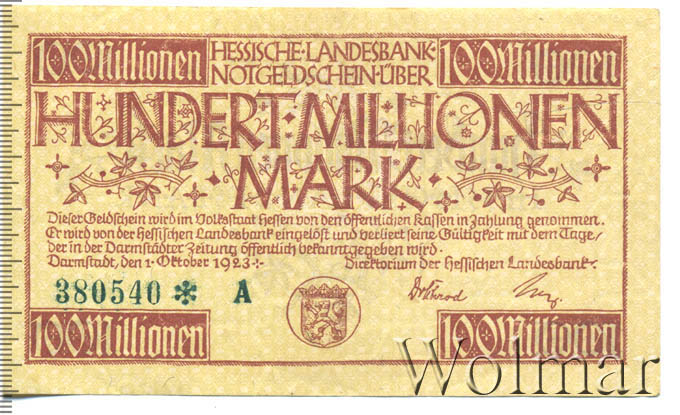 100 Millionen HESSISCHE·LANDESBANK· 100 Millionen
NOTGELDSCHEIN·ÜBER
HUNDERT·MILLIONEN
MARK
Dieser Geldschein wird im Volksstaat Hessen von den öffentlichen Kassen in Zahlung genommen.
Er wird von der Hessischen Landesbank eingelöst und verliert seine Gültigkeit mit dem Tage,
der in der Darmstädter Zeitung öffentlich bekanntgegeben wird.
Darmstadt, den 1. Oktober 1923 Direktorium der Hessischen Landesbank
380540 * A
100 Millionen 100 Millionen
Wolmar